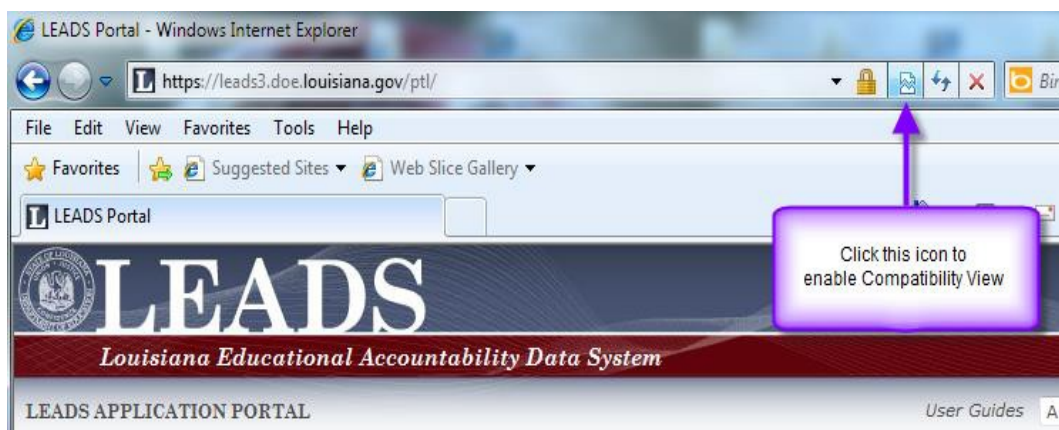 LEADS Portal - Windows Internet Explorer
https://leads3.doe.louisiana.gov/ptl/
File Edit View Favorites Tools Help
Favorites Suggested Sites Web Slice Gallery
LEADS Portal
Click this icon to
enable Compatibility View
LEADS
Louisiana Educational Accountability Data System
LEADS APPLICATION PORTAL User Guides